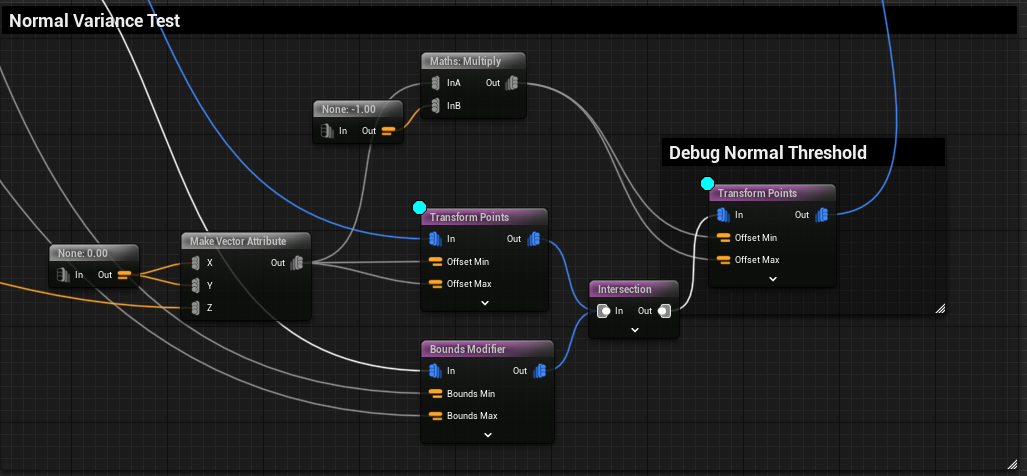 Normal Variance Test
Maths: Multiply
InA Out
InB
None: -1.00
In Out
Debug Normal Threshold
Transform Points
In Out
Offset Min
Offset Max
Transform Points
In Out
Offset Min
Offset Max
None: 0.00
In Out
Make Vector Attribute
X Out
Y
Z
Intersection
In Out
Bounds Modifier
In Out
Bounds Min
Bounds Max